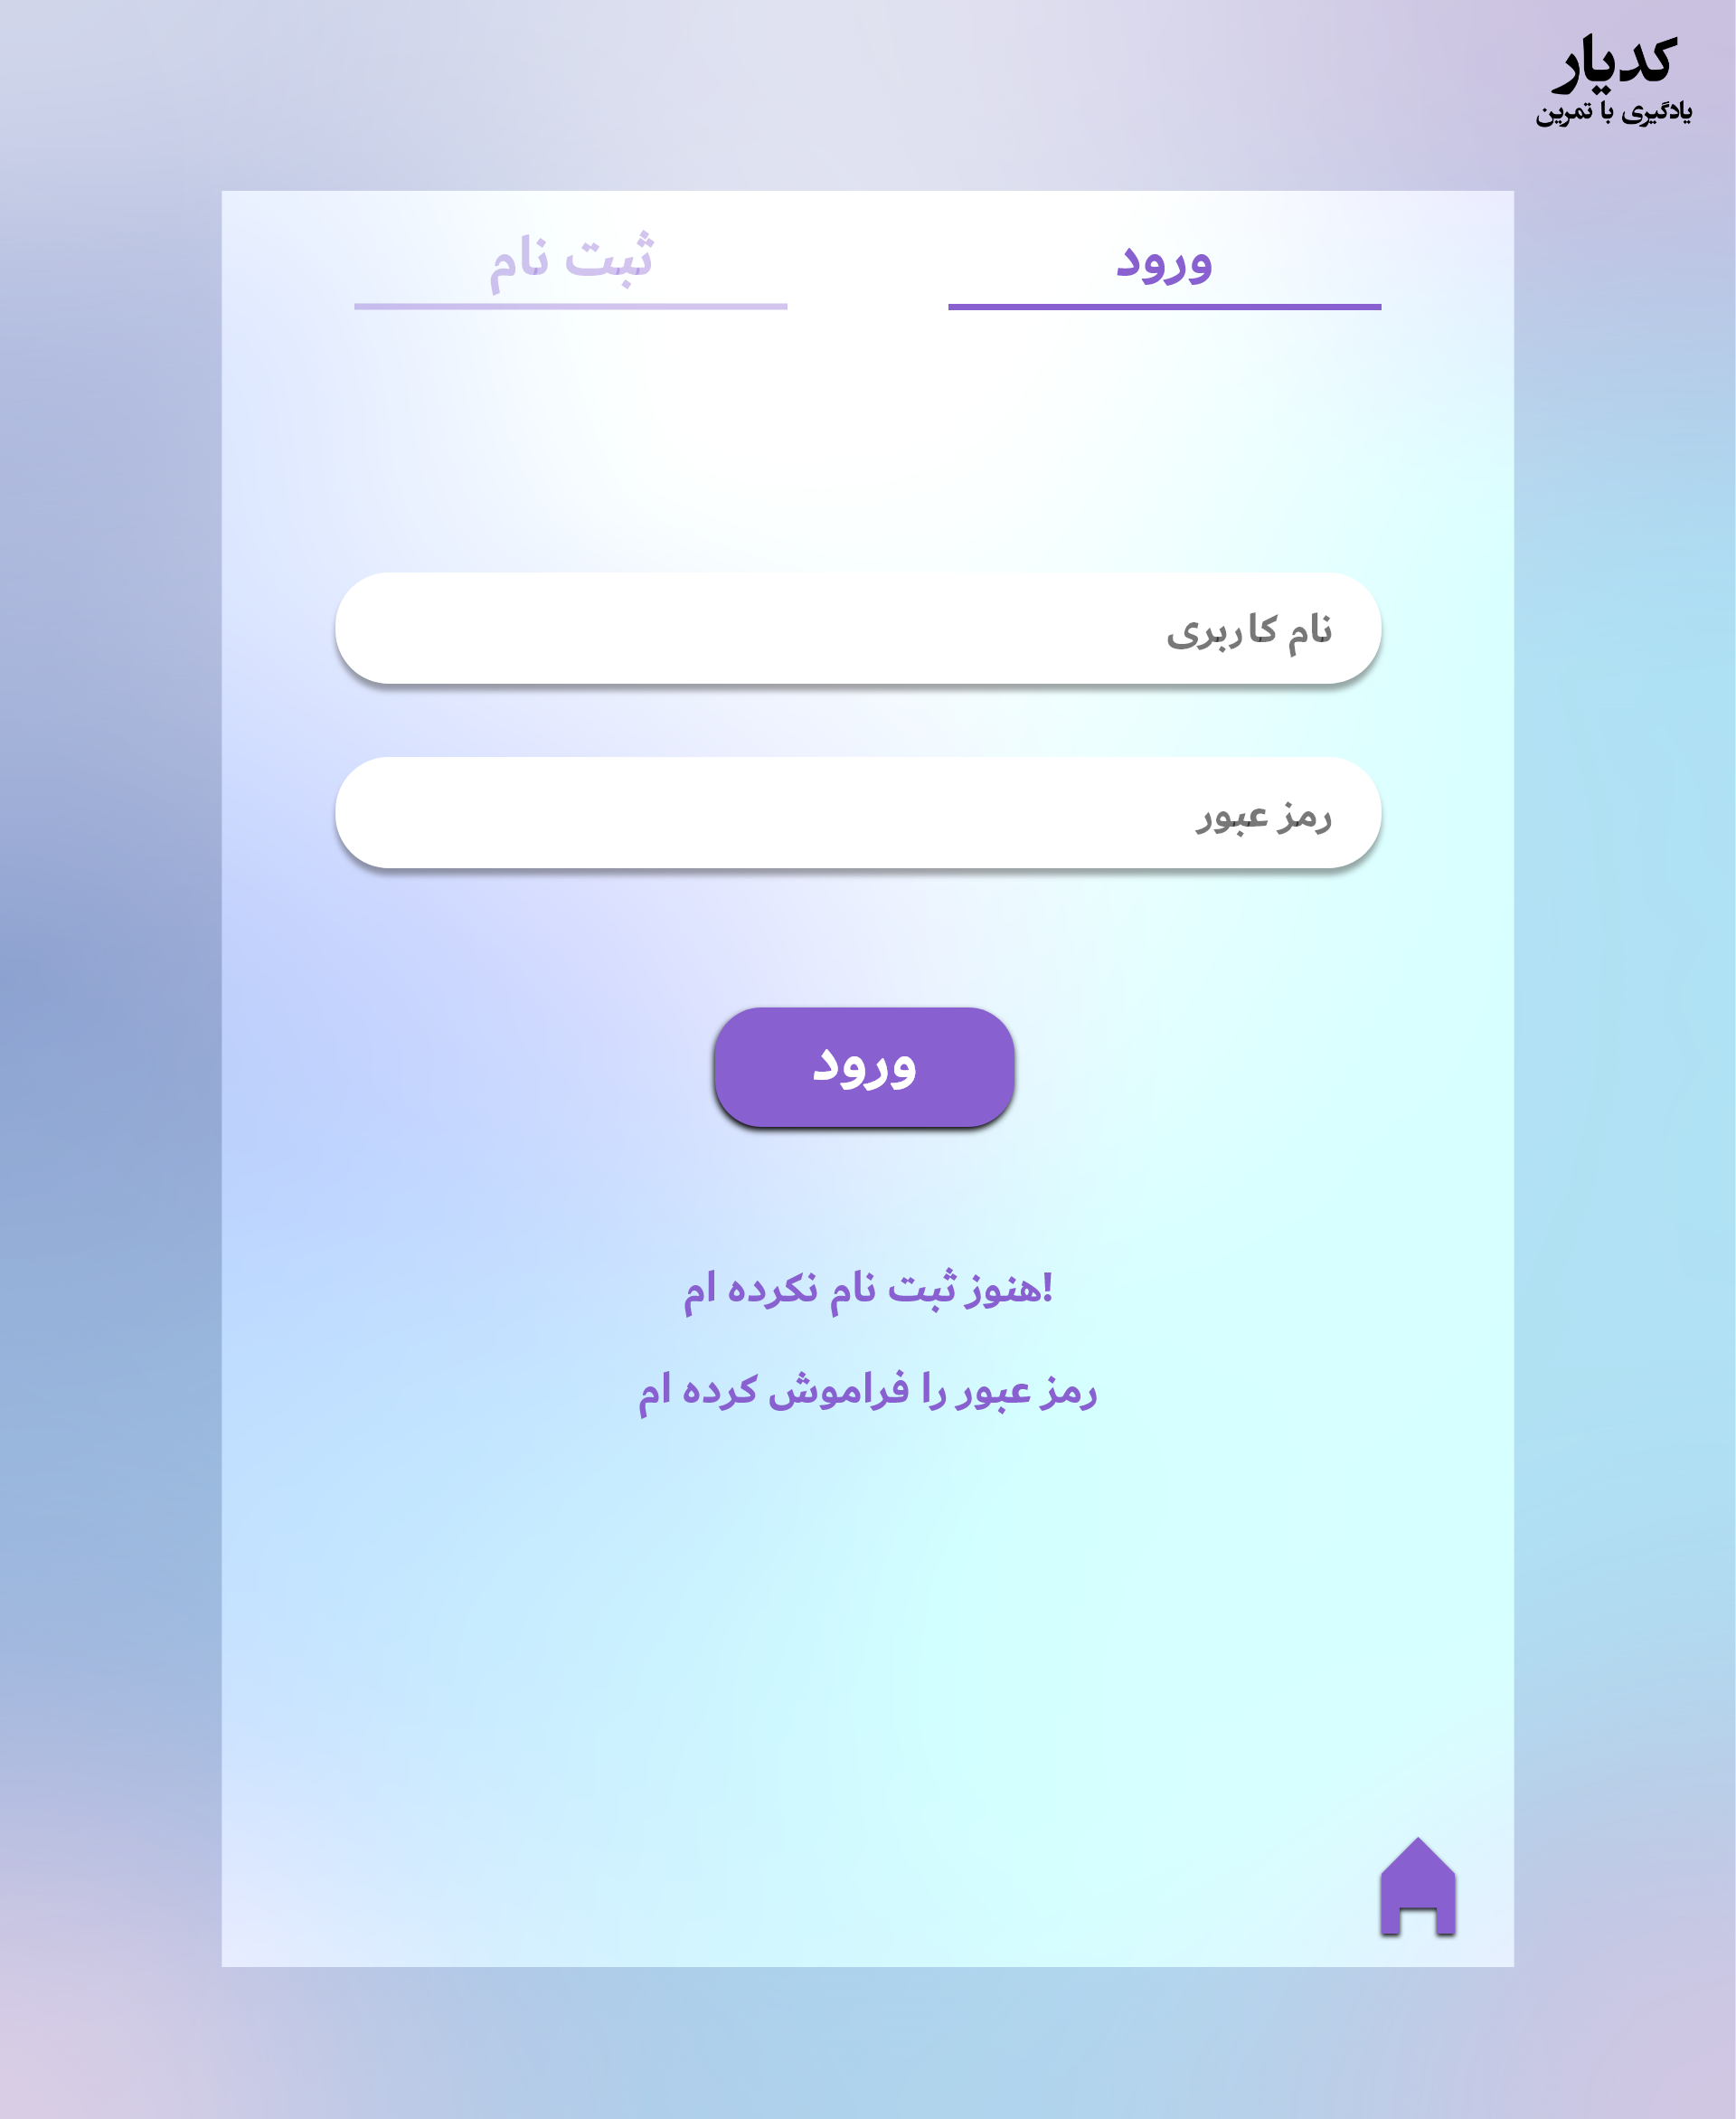 کدیار
یادگیری با تمرین
ورود
ثبت نام
نام کاربری
رمز عبور
ورود
!هنوز ثبت نام نکرده ام
رمز عبور را فراموش کرده ام